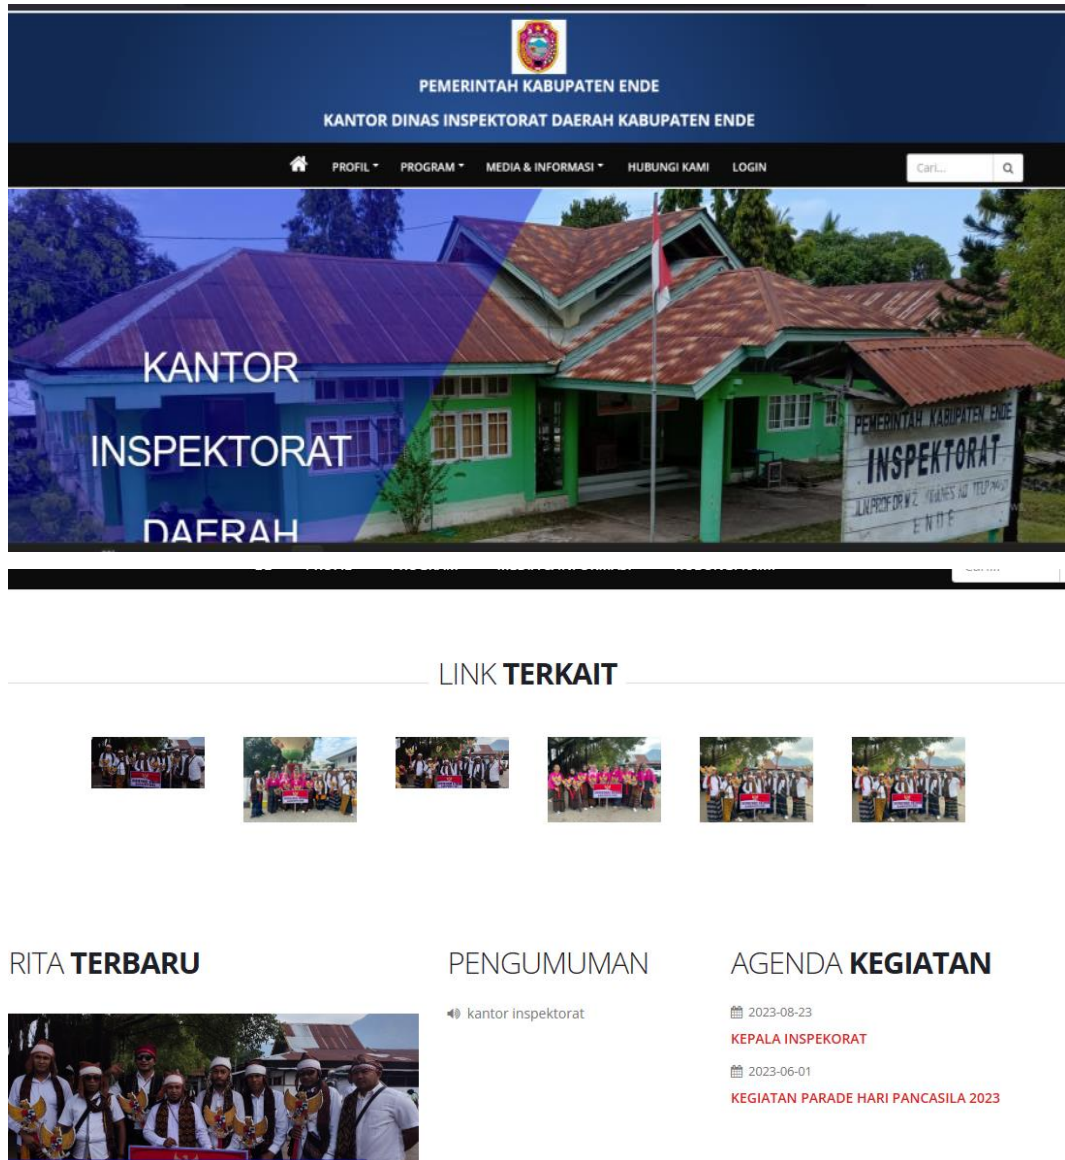 PEMERINTAH KABUPATEN ENDE
KANTOR DINAS INSPEKTORAT DAERAH KABUPATEN ENDE
PROFIL PROGRAM MEDIA & INFORMASI HUBUNGI KAMI LOGIN Cari...
KANTOR
INSPEKTORAT
DAERAH
PEMERINTAH KABUPATEN ENDE
INSPEKTORAT
ENDE
LINK TERKAIT
RITA TERBARU
PENGUMUMAN
kantor inspektorat
AGENDA KEGIATAN
2023-08-23
KEPALA INSPEKORAT
2023-06-01
KEGIATAN PARADE HARI PANCASILA 2023